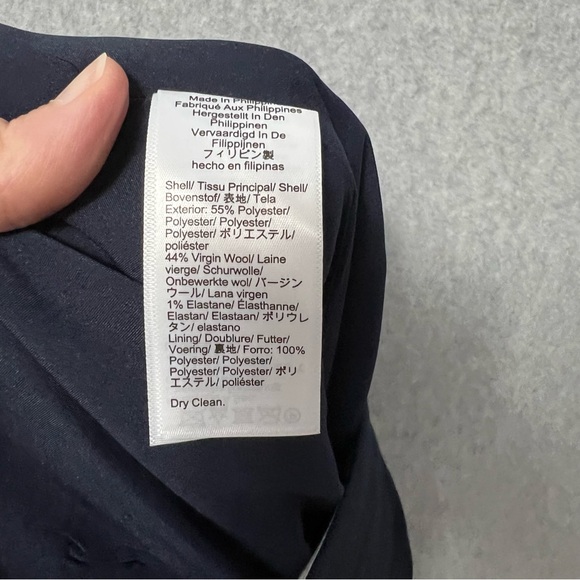 Made In Philippines
Fabriqué Aux Philippines
Hergestellt In Den
Philippinen
Vervaardigd In De
Filippijnen
フィリピン製
hecho en filipinas
Shell/ Tissu Principal/ Shell/
Bovenstof/ 表地/ Tela
Exterior: 55% Polyester/
Polyester/ Polyester/
Polyester/ ポリエステル/
poliéster
44% Virgin Wool/ Laine
vierge/ Schurwolle/
Onbewerkte wol/ バージン
ウール/ Lana virgen
1% Elastane/ Élasthanne/
Elastan/ Elastaan/ ポリウレ
タン/ elastano
Lining/ Doublure/ Futter/
Voering/ 裏地/ Forro: 100%
Polyester/ Polyester/
Polyester/ Polyester/ ポリ
エステル/ poliéster
Dry Clean.